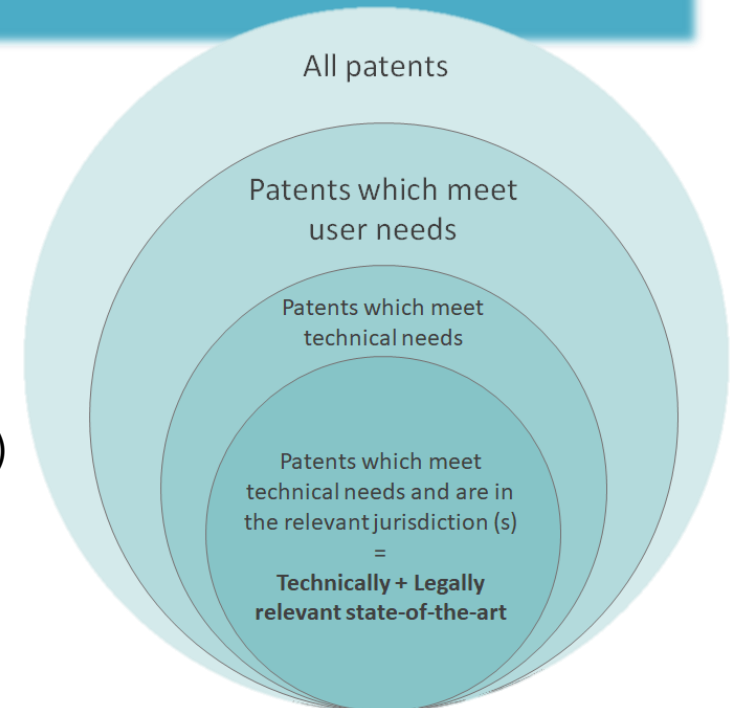 All patents
Patents which meet
user needs
Patents which meet
technical needs
)
Patents which meet
technical needs and are in
the relevant jurisdiction (s)
=
Technically + Legally
relevant state-of-the-art